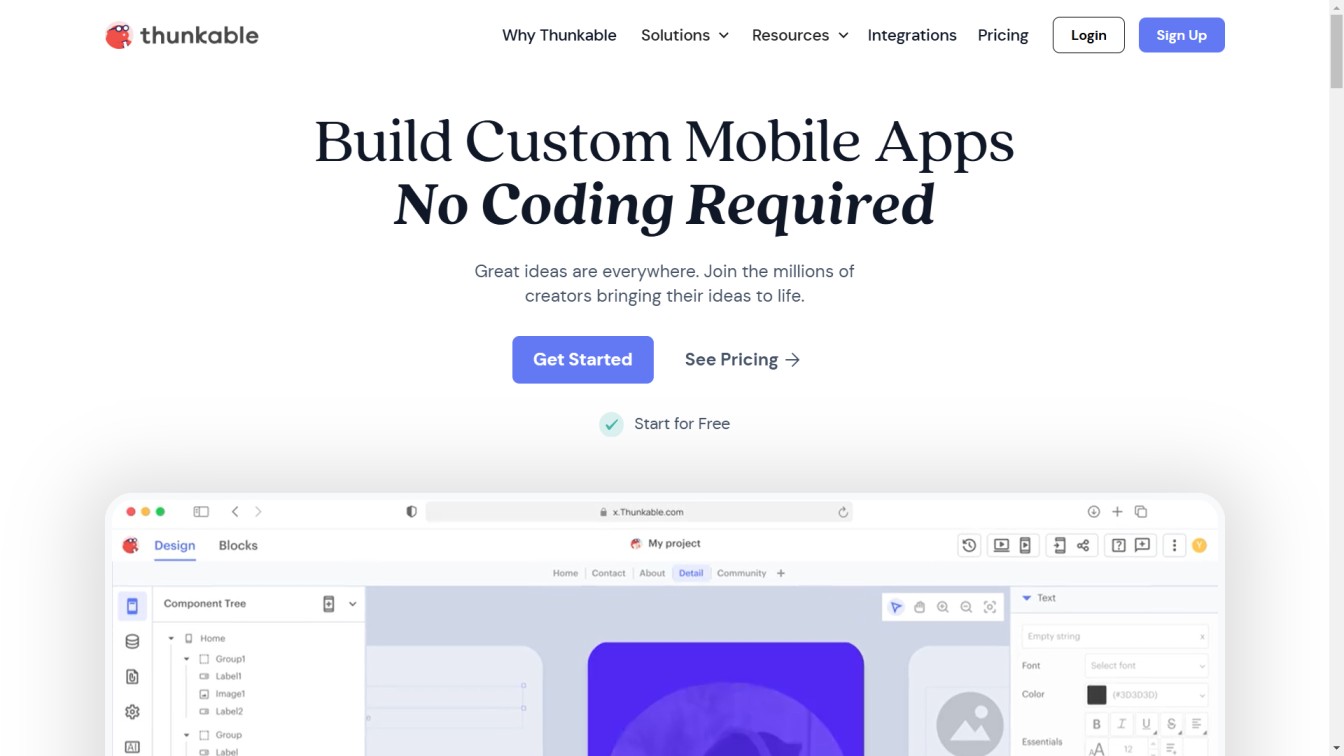 thunkable
Why Thunkable
Solutions
Resources
Integrations
Pricing
Login
Sign Up
Build Custom Mobile Apps
No Coding Required
Great ideas are everywhere. Join the millions of
creators bringing their ideas to life.
Get Started
See Pricing →
Start for Free
x.Thunkable.com
Design
Blocks
My project
Y
Home
Contact
About
Detail
Community
+
Component Tree
Home
Group1
Label1
Image1
Label2
Group
Label
AI
Text
Empty string
x
Font
Select font
Color
(#3D3D3D)
Essentials
B I U S
AA
12